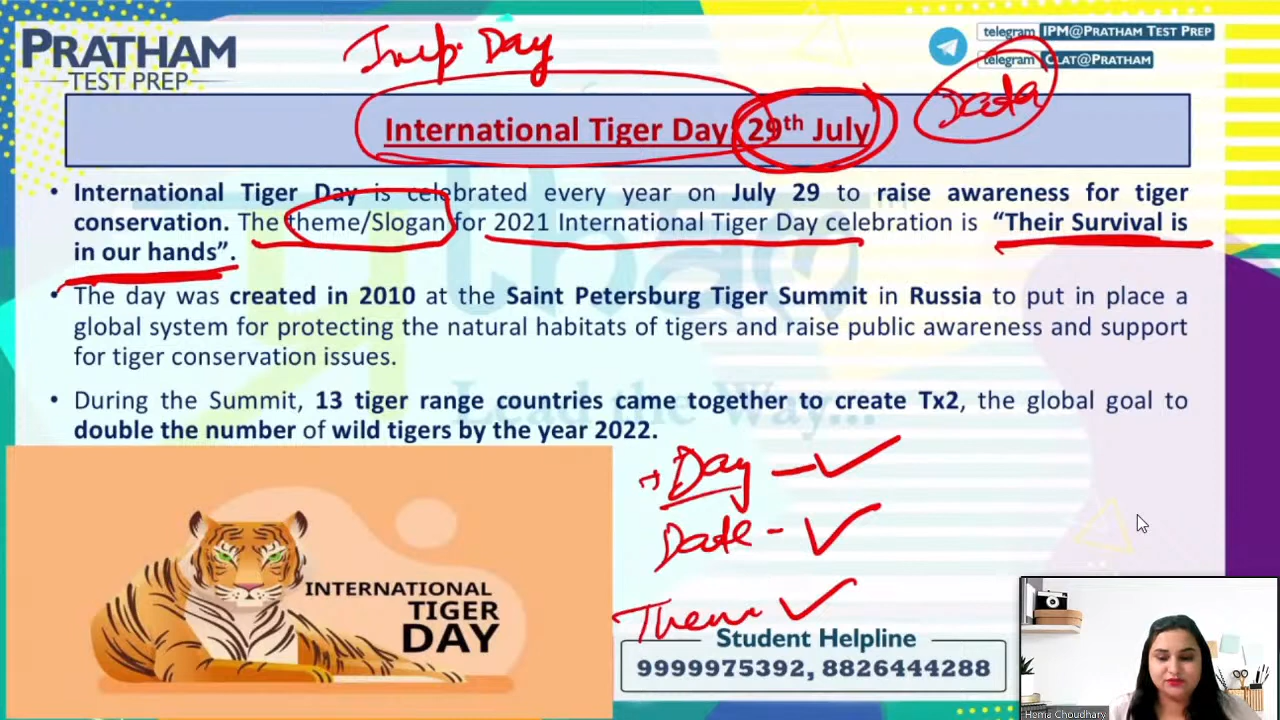 PRATHAM
TEST PREP
Imp. Day
telegram IPM@PRATHAM TEST PREP
telegram CLAT@PRATHAM
International Tiger Day: 29th July
• International Tiger Day is celebrated every year on July 29 to raise awareness for tiger
conservation. The theme/Slogan for 2021 International Tiger Day celebration is “Their Survival is
in our hands”.
• The day was created in 2010 at the Saint Petersburg Tiger Summit in Russia to put in place a
global system for protecting the natural habitats of tigers and raise public awareness and support
for tiger conservation issues.
• During the Summit, 13 tiger range countries came together to create Tx2, the global goal to
double the number of wild tigers by the year 2022.
Lead the Way...
→ Day – ✓
Date – ✓
Theme ✓
INTERNATIONAL
TIGER
DAY
Student Helpline
9999975392, 8826444288
Hema Choudhary